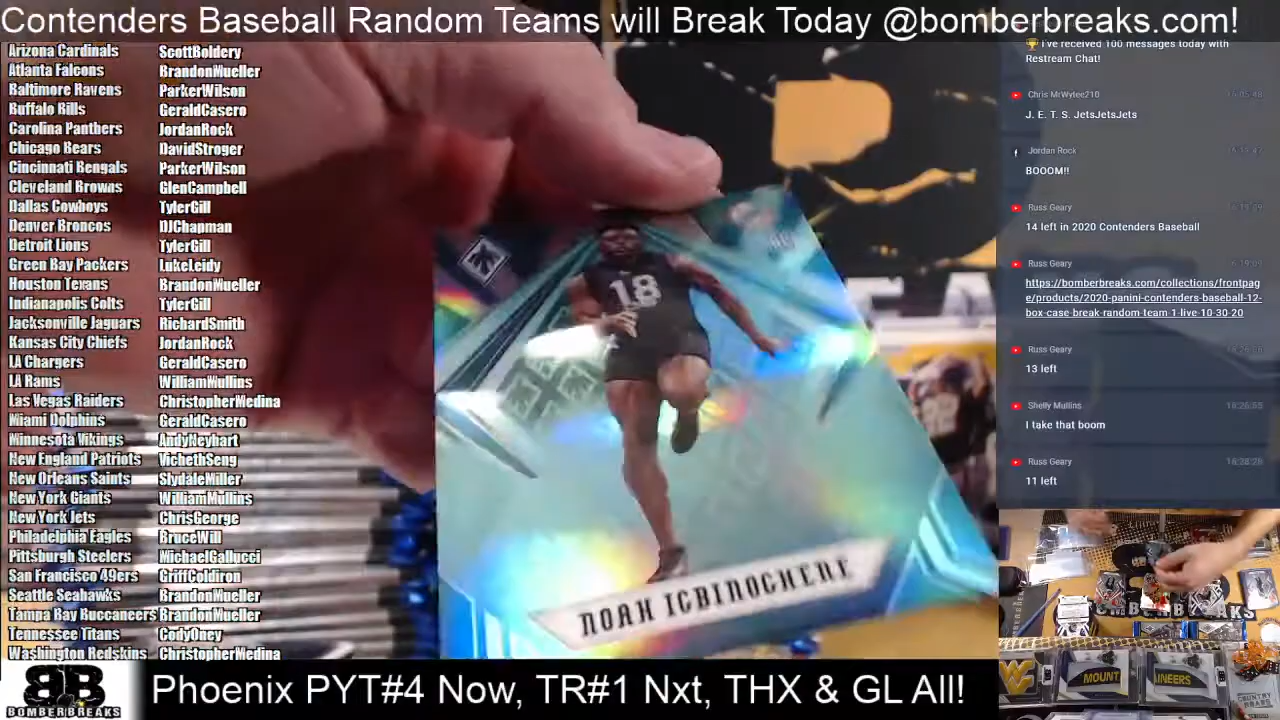 Contenders Baseball Random Teams will Break Today @bomberbreaks.com!
Arizona Cardinals ScottBoldery
Atlanta Falcons BrandonMueller
Baltimore Ravens ParkerWilson
Buffalo Bills GeraldCasero
Carolina Panthers JordanRock
Chicago Bears DavidStroger
Cincinnati Bengals ParkerWilson
Cleveland Browns GlenCampbell
Dallas Cowboys TylerGill
Denver Broncos DJChapman
Detroit Lions TylerGill
Green Bay Packers LukeLeidy
Houston Texans BrandonMueller
Indianapolis Colts TylerGill
Jacksonville Jaguars RichardSmith
Kansas City Chiefs JordanRock
LA Chargers GeraldCasero
LA Rams WilliamMullins
Las Vegas Raiders ChristopherMedina
Miami Dolphins GeraldCasero
Minnesota Vikings AndyNeyhart
New England Patriots VichethSeng
New Orleans Saints SlydaleMiller
New York Giants WilliamMullins
New York Jets ChrisGeorge
Philadelphia Eagles BruceWill
Pittsburgh Steelers MichaelGallucci
San Francisco 49ers GriffColdiron
Seattle Seahawks BrandonMueller
Tampa Bay Buccaneers BrandonMueller
Tennessee Titans CodyOney
Washington Redskins ChristopherMedina
18
NOAH IGBINOGHENE
I've received 100 messages today with
Restream Chat!
Chris MrWytee210
J. E. T. S. JetsJetsJets
Jordan Rock
BOOOM!!
Russ Geary
14 left in 2020 Contenders Baseball
Russ Geary
https://bomberbreaks.com/collections/frontpag
e/products/2020-panini-contenders-baseball-12-
box-case-break-random-team-1-live-10-30-20
Russ Geary
13 left
Shelly Mullins
I take that boom
Russ Geary
11 left
BOMBERBREAKS
MOUNT
AINEERS
BB
BOMBERBREAKS
Phoenix PYT#4 Now, TR#1 Nxt, THX & GL All!